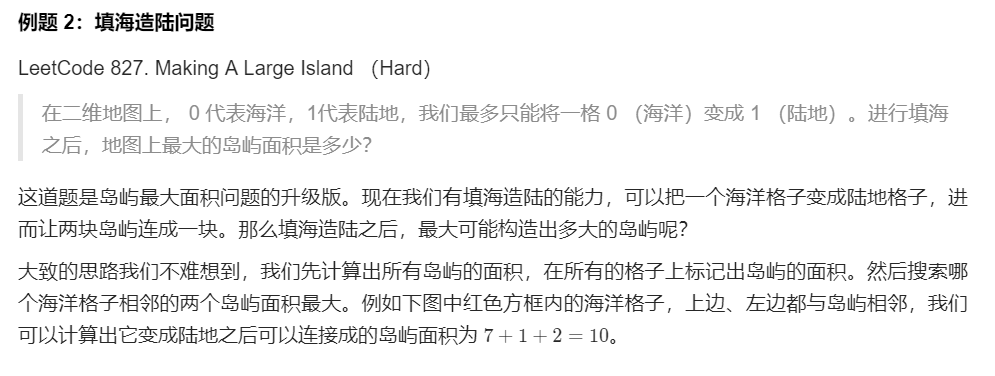 例题 2：填海造陆问题
LeetCode 827. Making A Large Island （Hard）
在二维地图上， 0 代表海洋，1代表陆地，我们最多只能将一格 0 （海洋）变成 1 （陆地）。进行填海
之后，地图上最大的岛屿面积是多少？
这道题是岛屿最大面积问题的升级版。现在我们有填海造陆的能力，可以把一个海洋格子变成陆地格子，进
而让两块岛屿连成一块。那么填海造陆之后，最大可能构造出多大的岛屿呢？
大致的思路我们不难想到，我们先计算出所有岛屿的面积，在所有的格子上标记出岛屿的面积。然后搜索哪
个海洋格子相邻的两个岛屿面积最大。例如下图中红色方框内的海洋格子，上边、左边都与岛屿相邻，我们
可以计算出它变成陆地之后可以连接成的岛屿面积为 7 + 1 + 2 = 10。